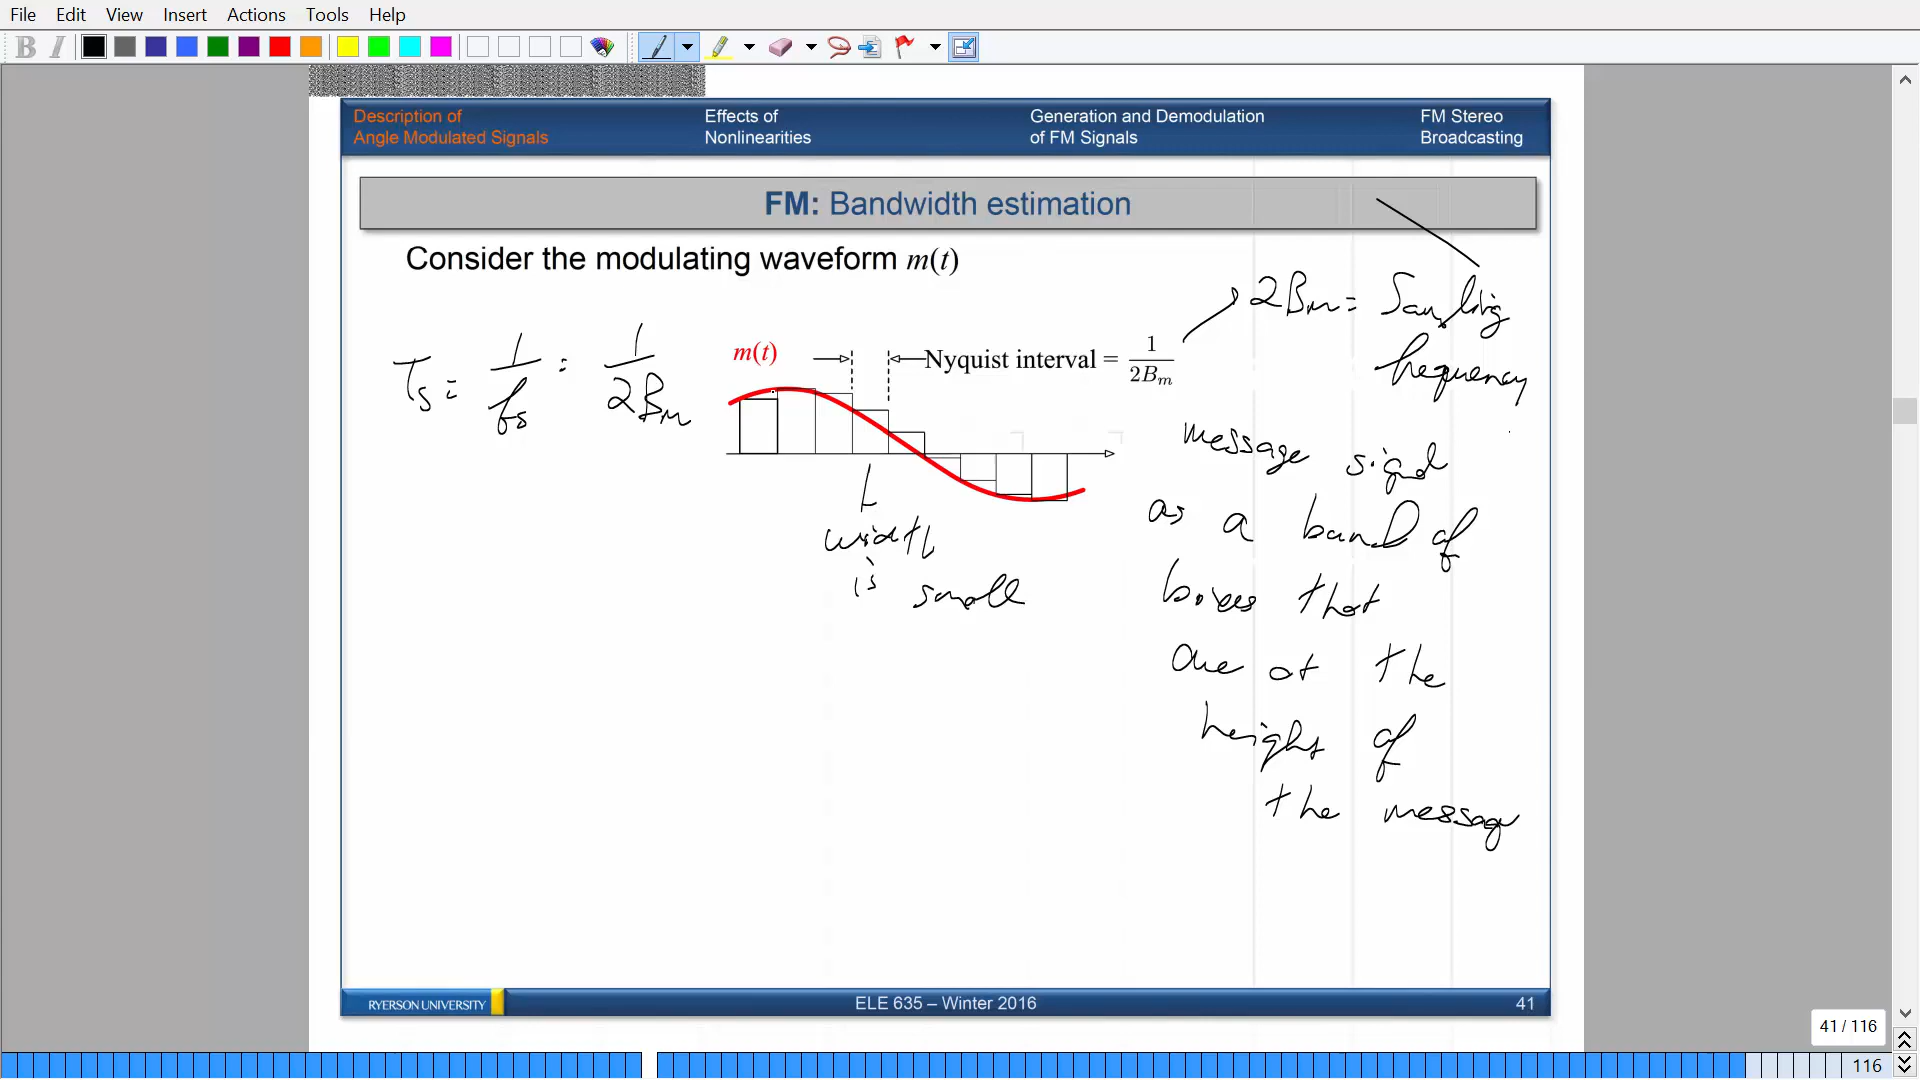 File Edit View Insert Actions Tools Help
B I
Description of
Angle Modulated Signals
Effects of
Nonlinearities
Generation and Demodulation
of FM Signals
FM Stereo
Broadcasting
FM: Bandwidth estimation
Consider the modulating waveform m(t)
2Bm = Sampling
frequency
Ts = 1/fs = 1/2Bm
m(t)
Nyquist interval = 1/2Bm
message signal
as a band of
boxes that
are at the
height of
the message
width
is small
RYERSON UNIVERSITY
ELE 635 – Winter 2016
41
41 / 116
116